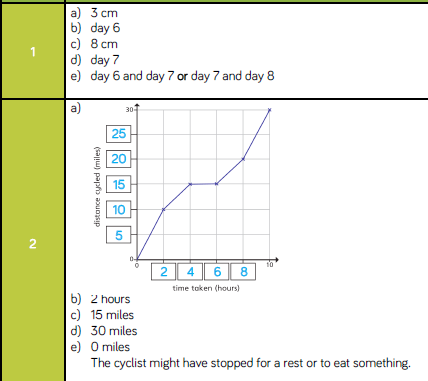 1
a) 3 cm
b) day 6
c) 8 cm
d) day 7
e) day 6 and day 7 or day 7 and day 8
2
a)
distance cycled (miles)
30
25
20
15
10
5
0
0 2 4 6 8 10
time taken (hours)
b) 2 hours
c) 15 miles
d) 30 miles
e) 0 miles
The cyclist might have stopped for a rest or to eat something.